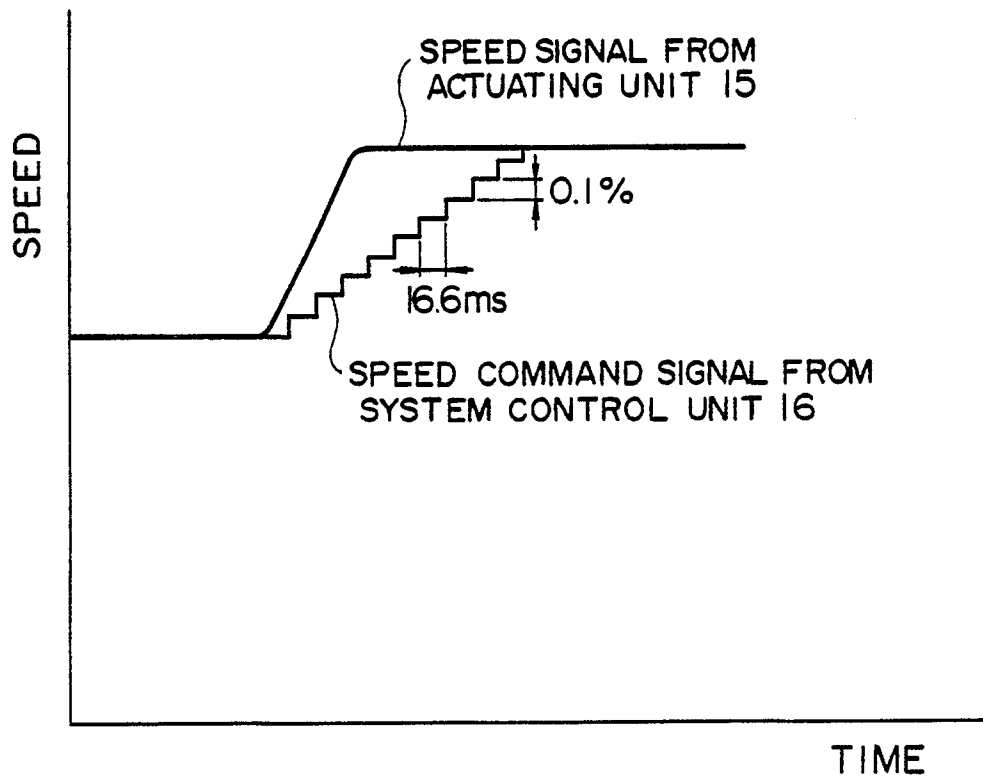 SPEED SIGNAL FROM
ACTUATING UNIT 15
SPEED
0.1%
16.6ms
SPEED COMMAND SIGNAL FROM
SYSTEM CONTROL UNIT 16
TIME